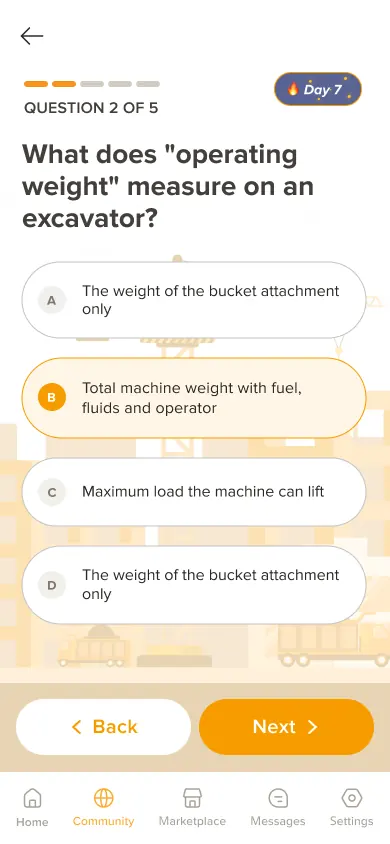 Day 7
QUESTION 2 OF 5
What does "operating
weight" measure on an
excavator?
A
The weight of the bucket attachment
only
B
Total machine weight with fuel,
fluids and operator
C
Maximum load the machine can lift
D
The weight of the bucket attachment
only
Back
Next
Home
Community
Marketplace
Messages
Settings